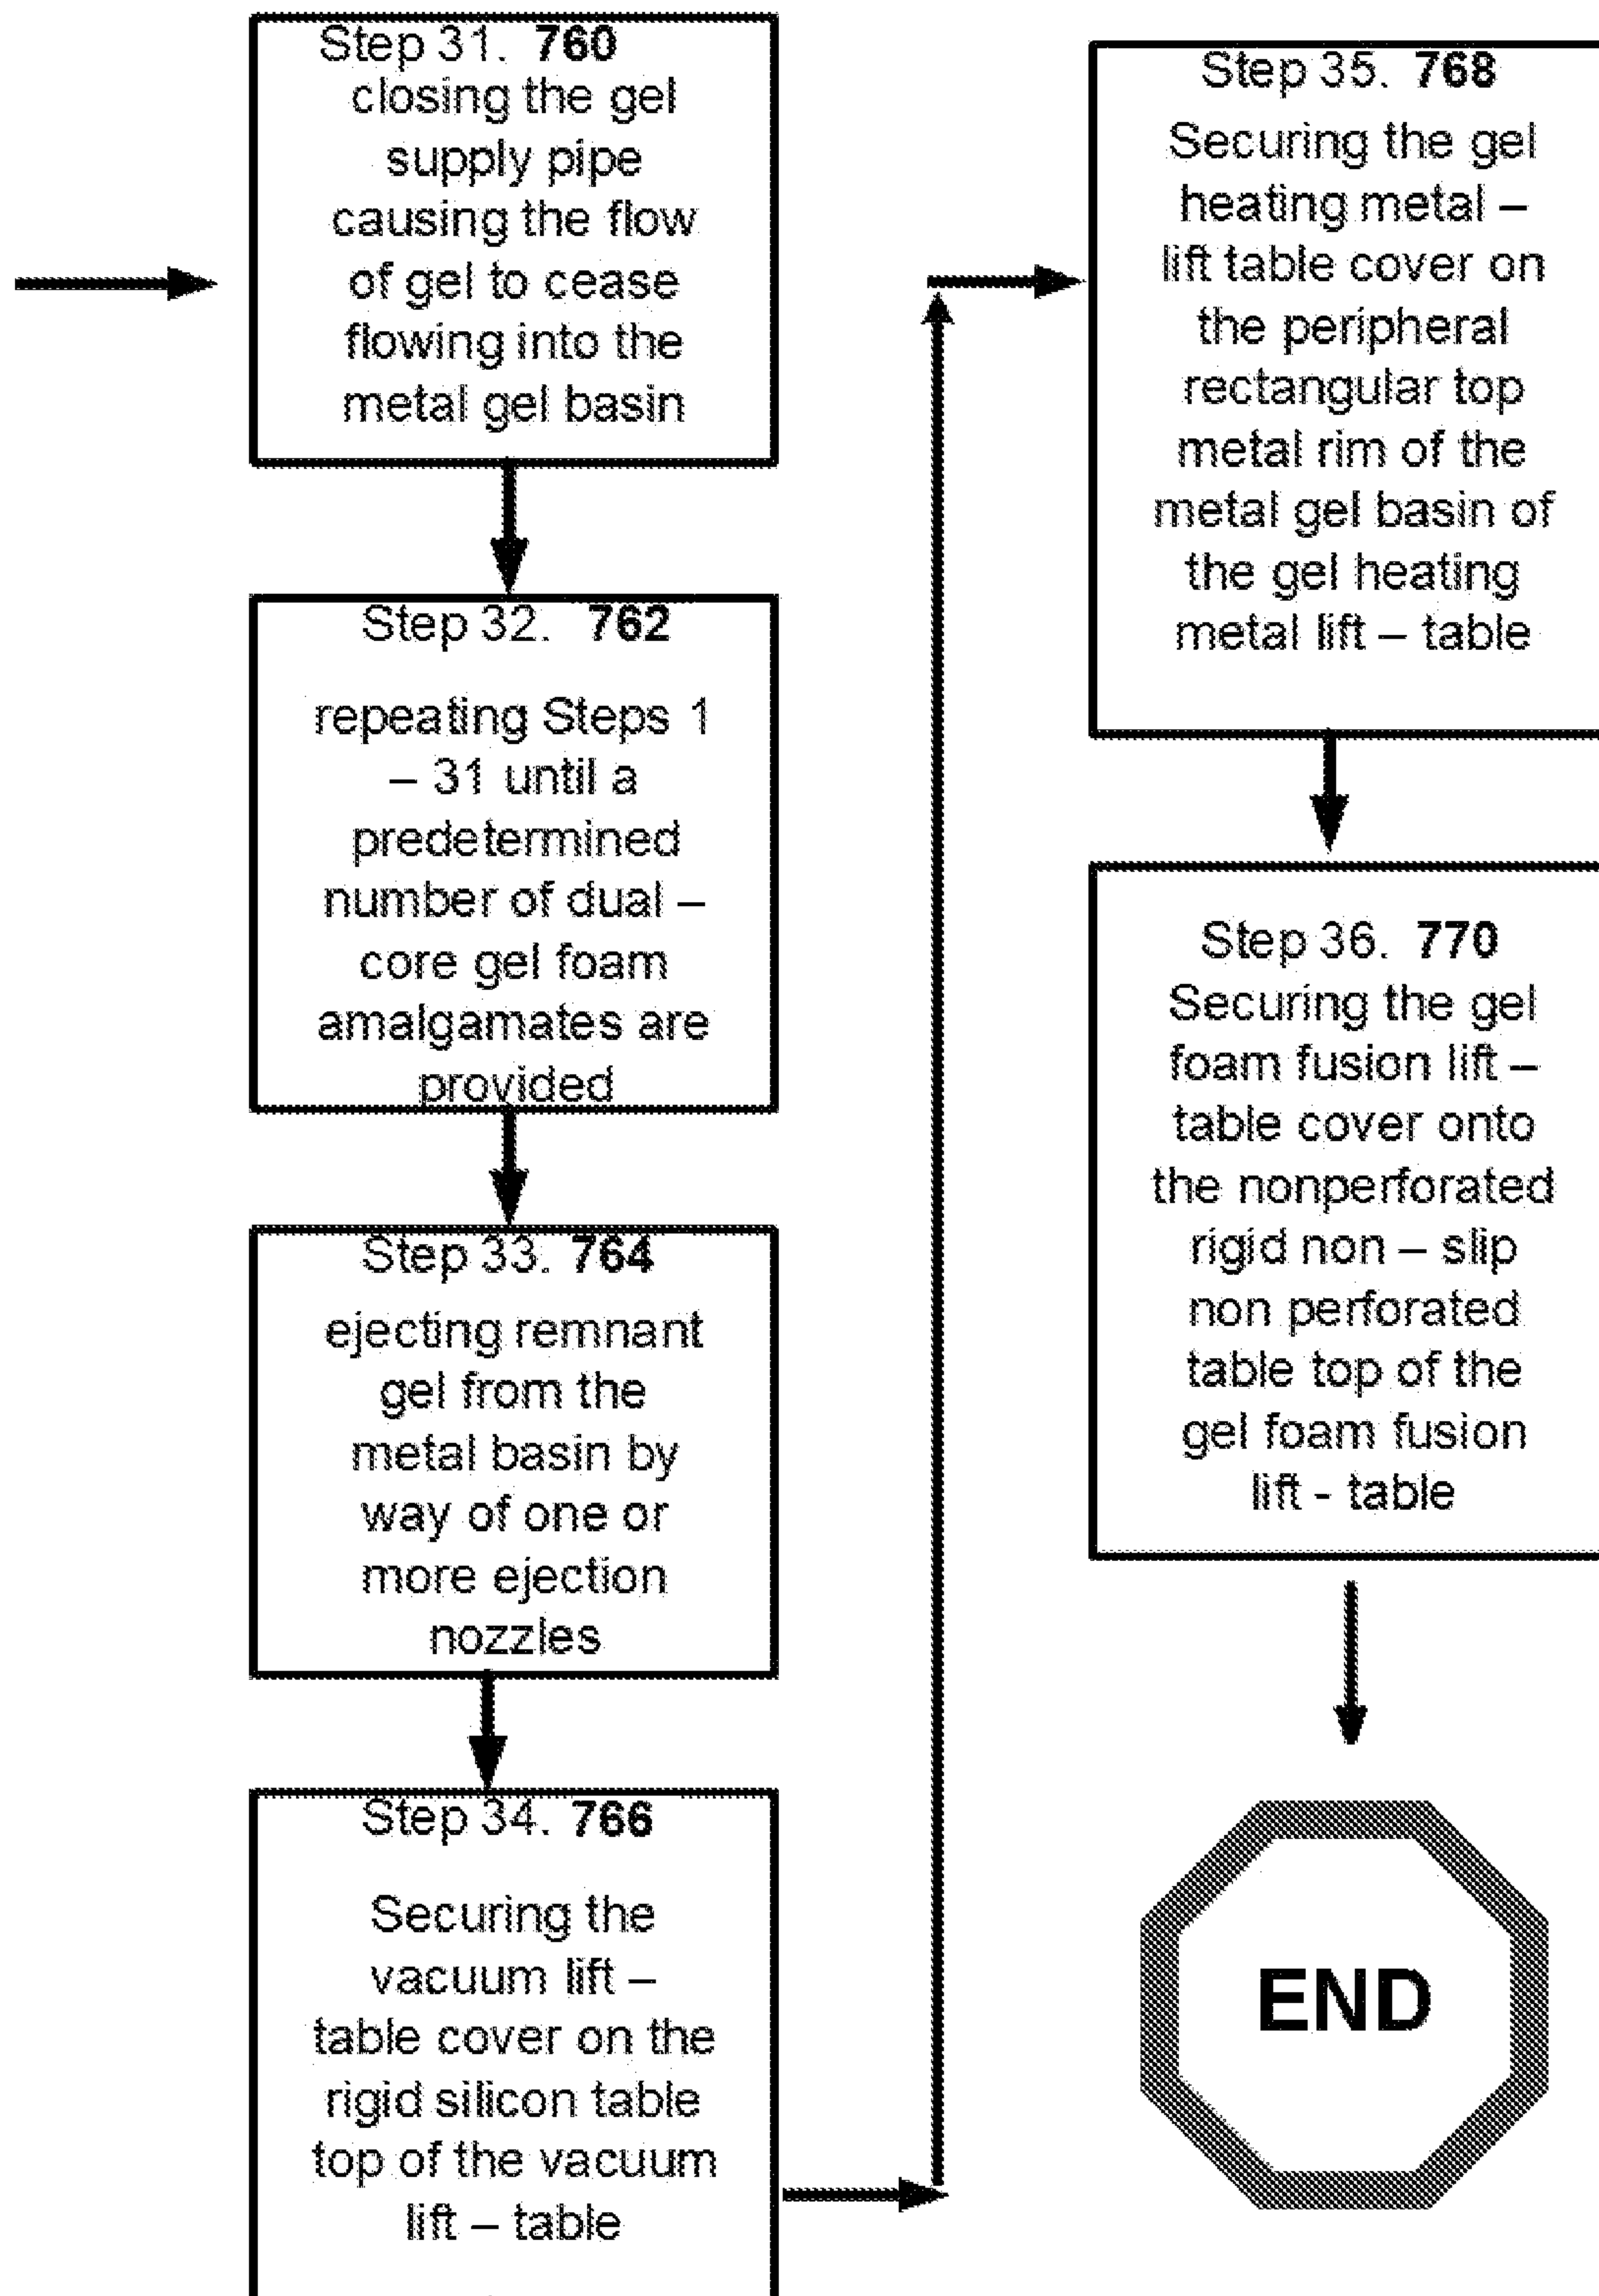 Step 31. 760
closing the gel
supply pipe
causing the flow
of gel to cease
flowing into the
metal gel basin
Step 32. 762
repeating Steps 1
– 31 until a
predetermined
number of dual –
core gel foam
amalgamates are
provided
Step 33. 764
ejecting remnant
gel from the
metal basin by
way of one or
more ejection
nozzles
Step 34. 766
Securing the
vacuum lift –
table cover on the
rigid silicon table
top of the vacuum
lift – table
Step 35. 768
Securing the gel
heating metal –
lift table cover on
the peripheral
rectangular top
metal rim of the
metal gel basin of
the gel heating
metal lift – table
Step 36. 770
Securing the gel
foam fusion lift –
table cover onto
the nonperforated
rigid non – slip
non perforated
table top of the
gel foam fusion
lift - table
END